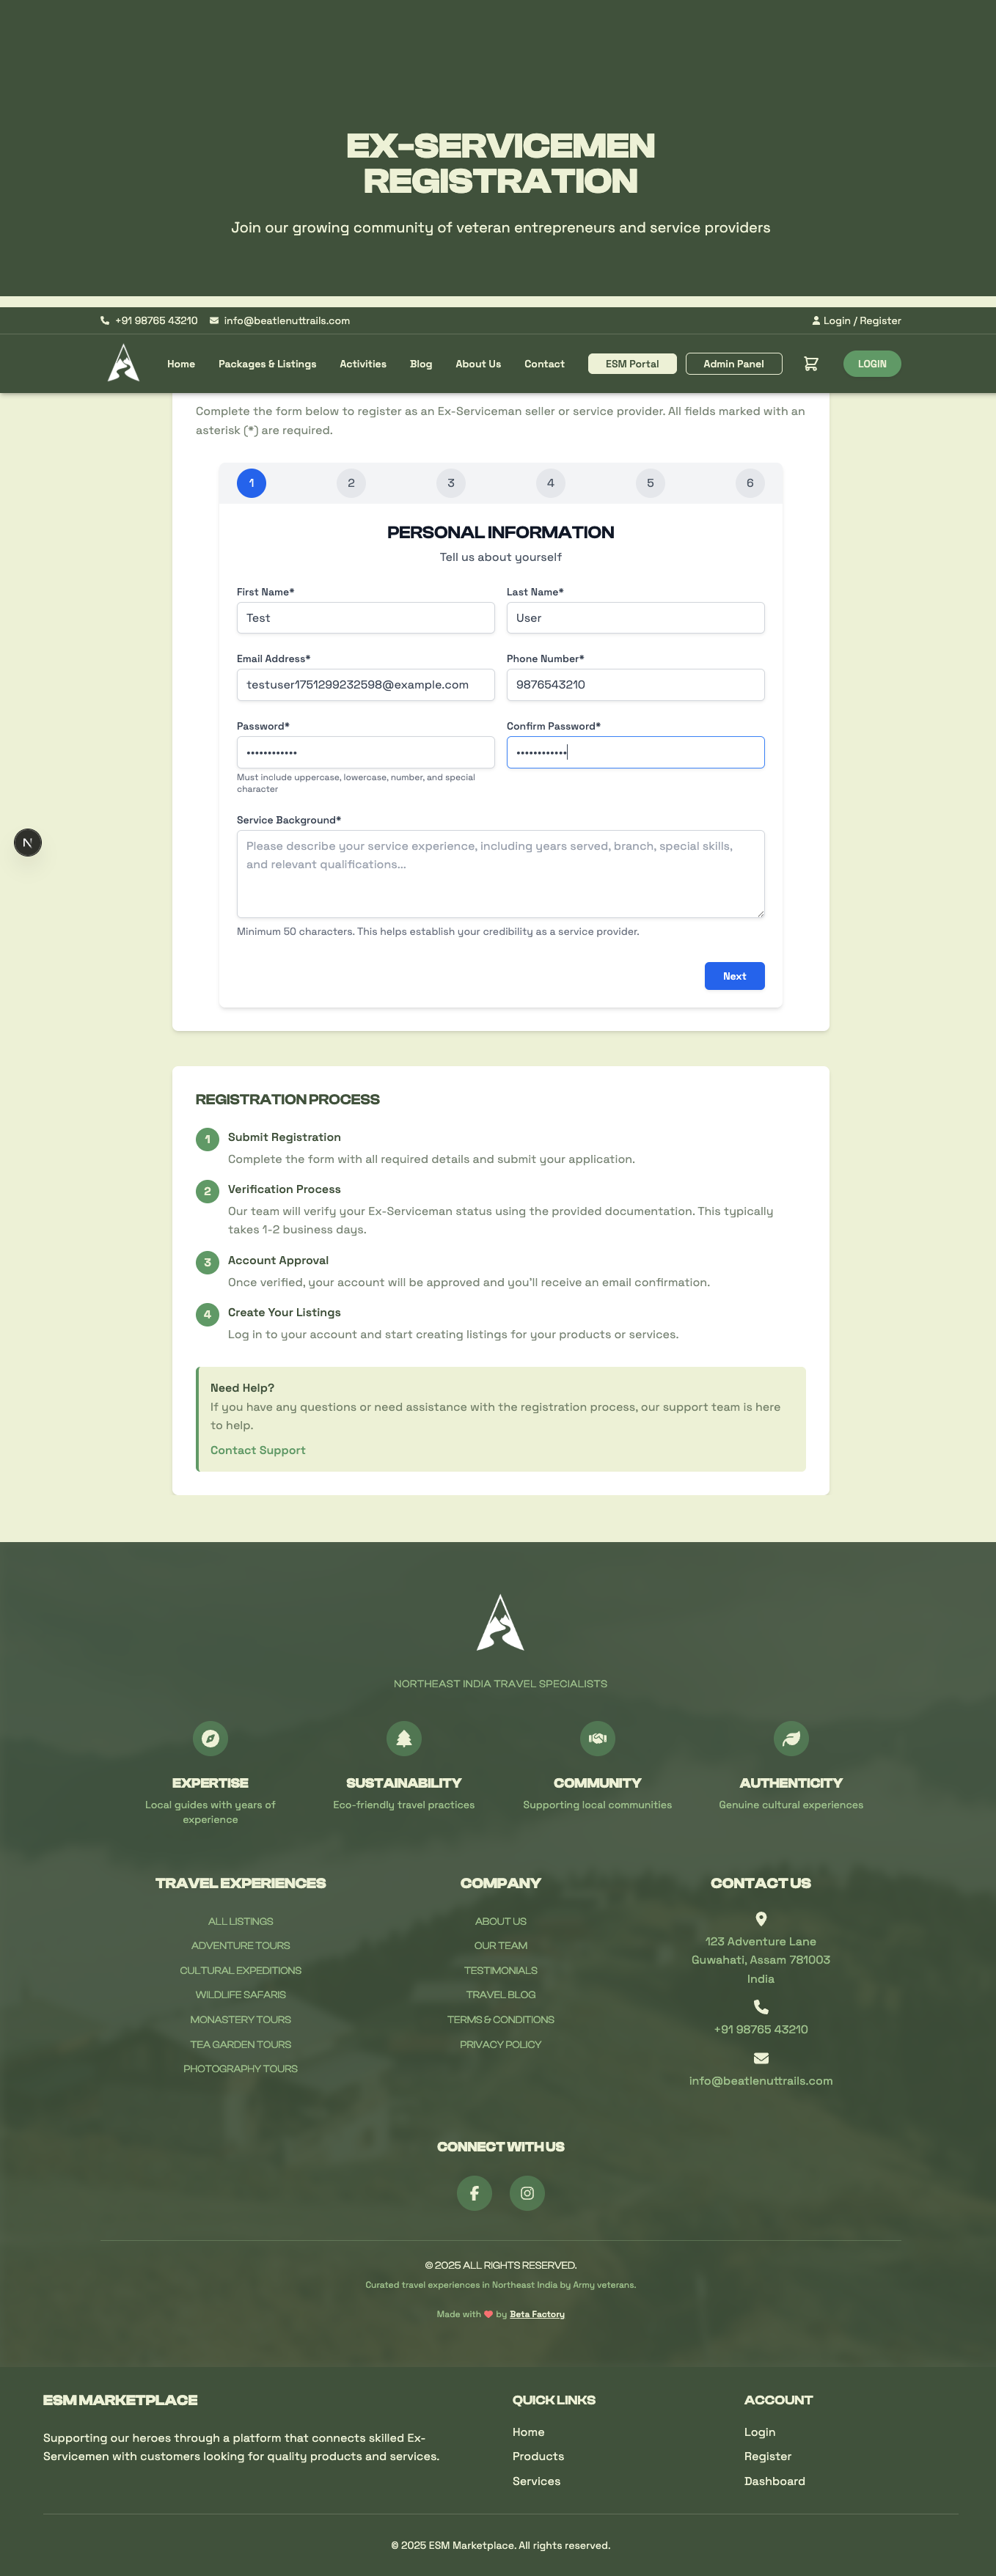 EX-SERVICEMEN
REGISTRATION
Join our growing community of veteran entrepreneurs and service providers
+91 98765 43210
info@beatlenuttrails.com
Login / Register
Home
Packages & Listings
Activities
Blog
About Us
Contact
ESM Portal
Admin Panel
LOGIN
Complete the form below to register as an Ex-Serviceman seller or service provider. All fields marked with an
asterisk (*) are required.
1
2
3
4
5
6
PERSONAL INFORMATION
Tell us about yourself
First Name*
Last Name*
Test
User
Email Address*
Phone Number*
testuser1751299232598@example.com
9876543210
Password*
Confirm Password*
••••••••••••
••••••••••••
Must include uppercase, lowercase, number, and special
character
Service Background*
Please describe your service experience, including years served, branch, special skills,
and relevant qualifications...
Minimum 50 characters. This helps establish your credibility as a service provider.
Next
N
REGISTRATION PROCESS
1
Submit Registration
Complete the form with all required details and submit your application.
2
Verification Process
Our team will verify your Ex-Serviceman status using the provided documentation. This typically
takes 1-2 business days.
3
Account Approval
Once verified, your account will be approved and you'll receive an email confirmation.
4
Create Your Listings
Log in to your account and start creating listings for your products or services.
Need Help?
If you have any questions or need assistance with the registration process, our support team is here
to help.
Contact Support
NORTHEAST INDIA TRAVEL SPECIALISTS
EXPERTISE
Local guides with years of
experience
SUSTAINABILITY
Eco-friendly travel practices
COMMUNITY
Supporting local communities
AUTHENTICITY
Genuine cultural experiences
TRAVEL EXPERIENCES
ALL LISTINGS
ADVENTURE TOURS
CULTURAL EXPEDITIONS
WILDLIFE SAFARIS
MONASTERY TOURS
TEA GARDEN TOURS
PHOTOGRAPHY TOURS
COMPANY
ABOUT US
OUR TEAM
TESTIMONIALS
TRAVEL BLOG
TERMS & CONDITIONS
PRIVACY POLICY
CONTACT US
123 Adventure Lane
Guwahati, Assam 781003
India
+91 98765 43210
info@beatlenuttrails.com
CONNECT WITH US
© 2025 ALL RIGHTS RESERVED.
Curated travel experiences in Northeast India by Army veterans.
Made with ❤ by Beta Factory
ESM MARKETPLACE
Supporting our heroes through a platform that connects skilled Ex-
Servicemen with customers looking for quality products and services.
QUICK LINKS
Home
Products
Services
ACCOUNT
Login
Register
Dashboard
© 2025 ESM Marketplace. All rights reserved.